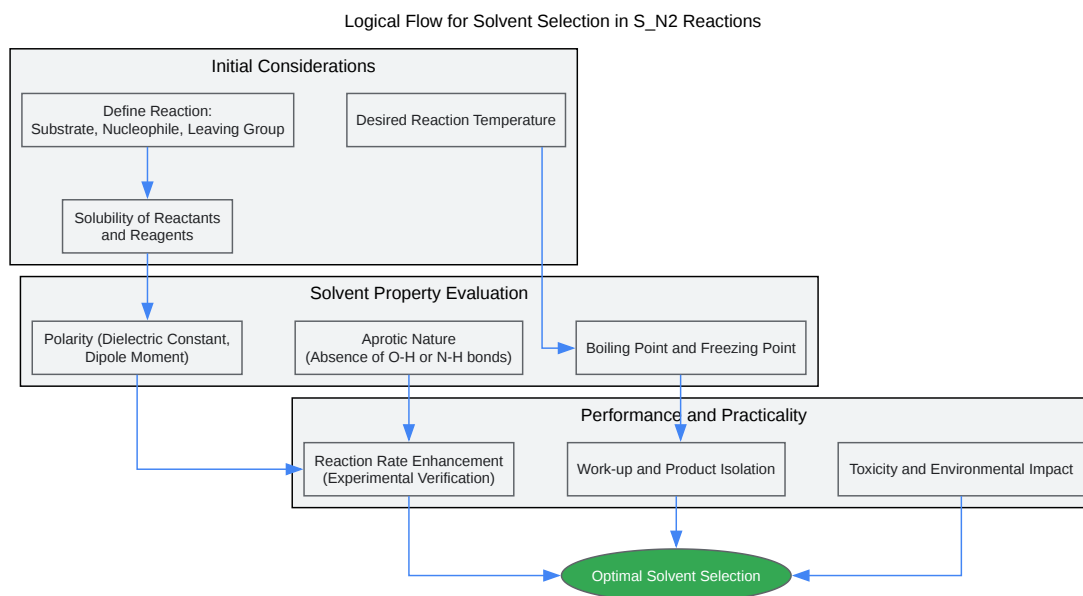 Logical Flow for Solvent Selection in S_N2 Reactions
Initial Considerations
Define Reaction:
Substrate, Nucleophile, Leaving Group
Desired Reaction Temperature
Solubility of Reactants
and Reagents
Solvent Property Evaluation
Polarity (Dielectric Constant,
Dipole Moment)
Aprotic Nature
(Absence of O-H or N-H bonds)
Boiling Point and Freezing Point
Performance and Practicality
Reaction Rate Enhancement
(Experimental Verification)
Work-up and Product Isolation
Toxicity and Environmental Impact
Optimal Solvent Selection